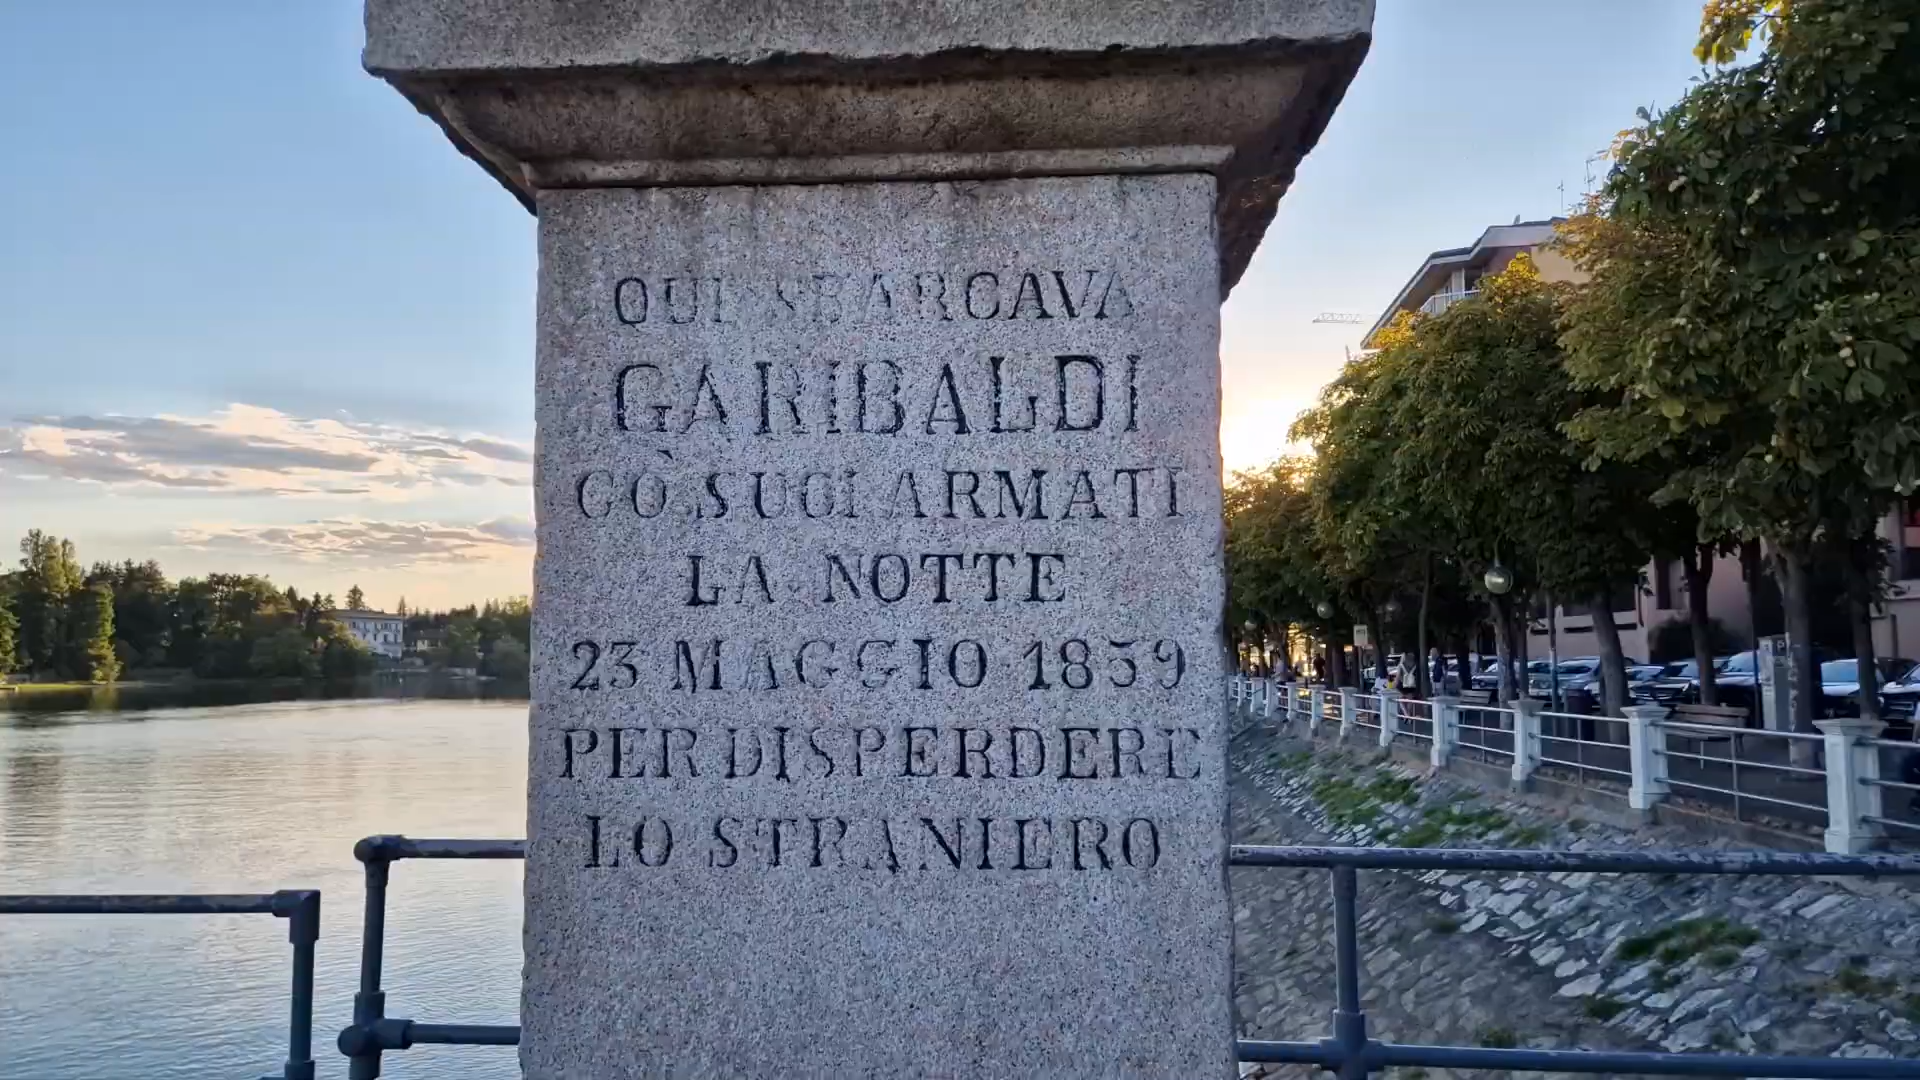 QUI SBARCAVA
GARIBALDI
CÒ SUOI ARMATI
LA NOTTE
23 MAGGIO 1859
PER DISPERDERE
LO STRANIERO